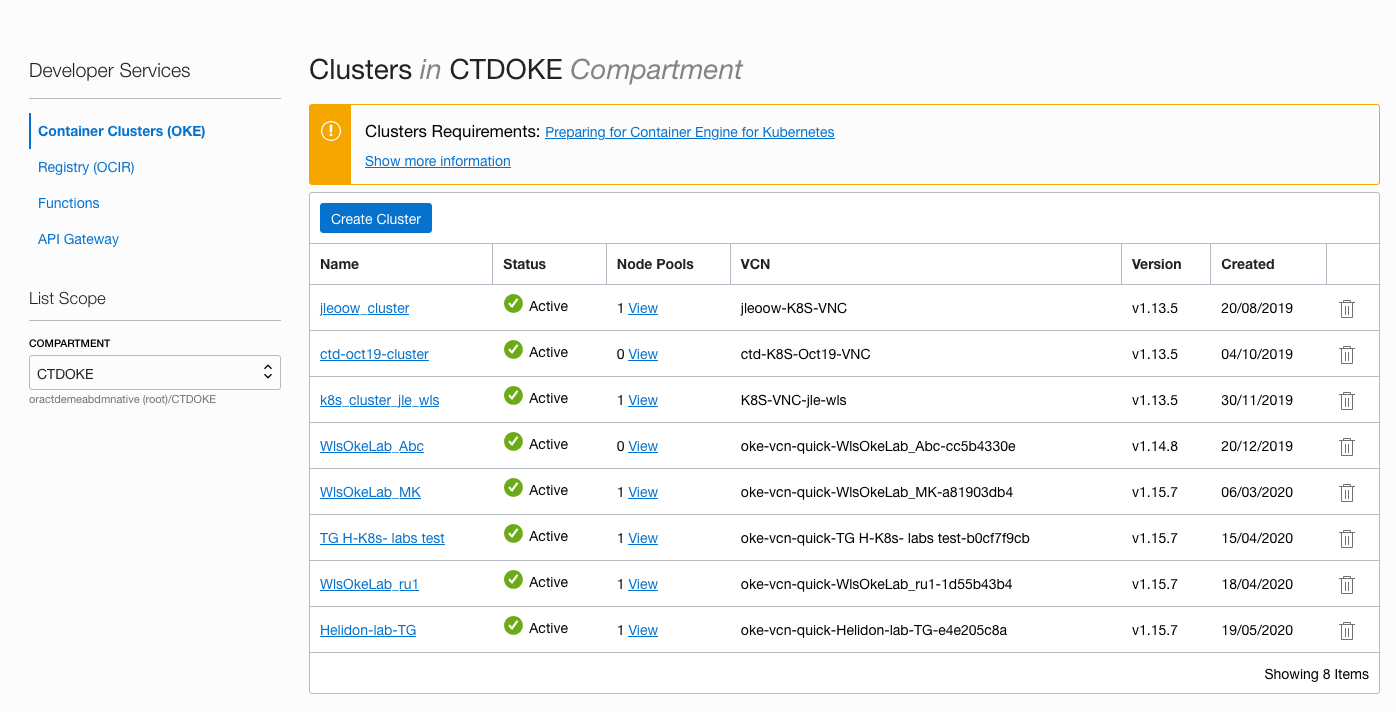 Developer Services
Container Clusters (OKE)
Registry (OCIR)
Functions
API Gateway
List Scope
COMPARTMENT
CTDOKE
oractdemeabdmnative (root)/CTDOKE
Clusters in CTDOKE Compartment
Clusters Requirements: Preparing for Container Engine for Kubernetes
Show more information
Create Cluster
Name Status Node Pools VCN Version Created
jleoow_cluster Active 1 View jleoow-K8S-VNC v1.13.5 20/08/2019
ctd-oct19-cluster Active 0 View ctd-K8S-Oct19-VNC v1.13.5 04/10/2019
k8s_cluster_jle_wls Active 1 View K8S-VNC-jle-wls v1.13.5 30/11/2019
WlsOkeLab_Abc Active 0 View oke-vcn-quick-WlsOkeLab_Abc-cc5b4330e v1.14.8 20/12/2019
WlsOkeLab_MK Active 1 View oke-vcn-quick-WlsOkeLab_MK-a81903db4 v1.15.7 06/03/2020
TG H-K8s- labs test Active 1 View oke-vcn-quick-TG H-K8s- labs test-b0cf7f9cb v1.15.7 15/04/2020
WlsOkeLab_ru1 Active 1 View oke-vcn-quick-WlsOkeLab_ru1-1d55b43b4 v1.15.7 18/04/2020
Helidon-lab-TG Active 1 View oke-vcn-quick-Helidon-lab-TG-e4e205c8a v1.15.7 19/05/2020
Showing 8 Items